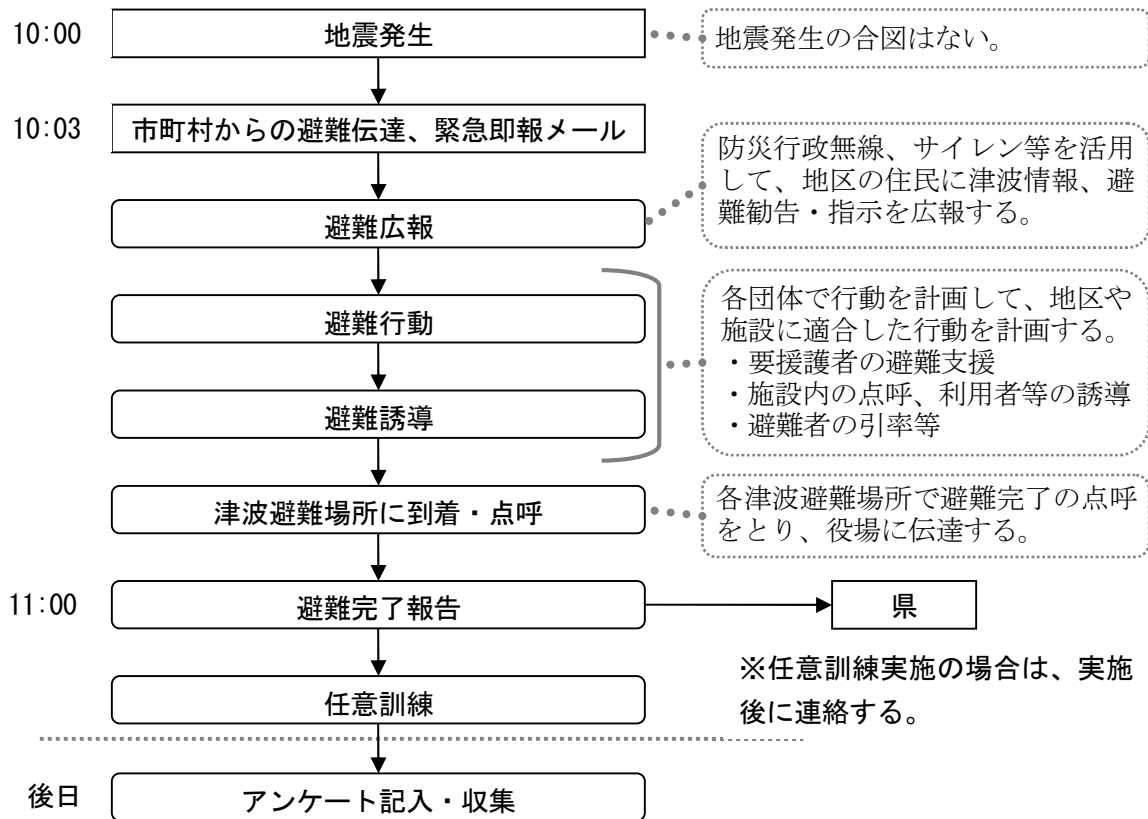 10:00
地震発生
地震発生の合図はない。
10:03
市町村からの避難伝達、緊急即報メール
防災行政無線、サイレン等を活用
して、地区の住民に津波情報、避
難勧告・指示を広報する。
避難広報
避難行動
避難誘導
各団体で行動を計画して、地区や
施設に適合した行動を計画する。
・要援護者の避難支援
・施設内の点呼、利用者等の誘導
・避難者の引率等
津波避難場所に到着・点呼
各津波避難場所で避難完了の点呼
をとり、役場に伝達する。
11:00
避難完了報告
県
※任意訓練実施の場合は、実施
後に連絡する。
任意訓練
後日
アンケート記入・収集